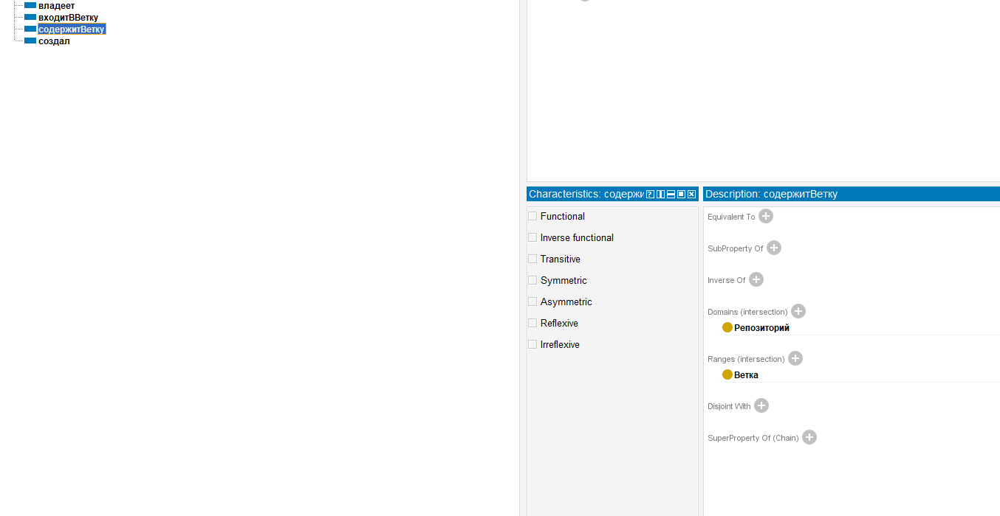 владеет
входитВВетку
содержитВетку
создал
Characteristics: содержи
Functional
Inverse functional
Transitive
Symmetric
Asymmetric
Reflexive
Irreflexive
Description: содержитВетку
Equivalent To
SubProperty Of
Inverse Of
Domains (intersection)
Репозиторий
Ranges (intersection)
Ветка
Disjoint With
SuperProperty Of (Chain)